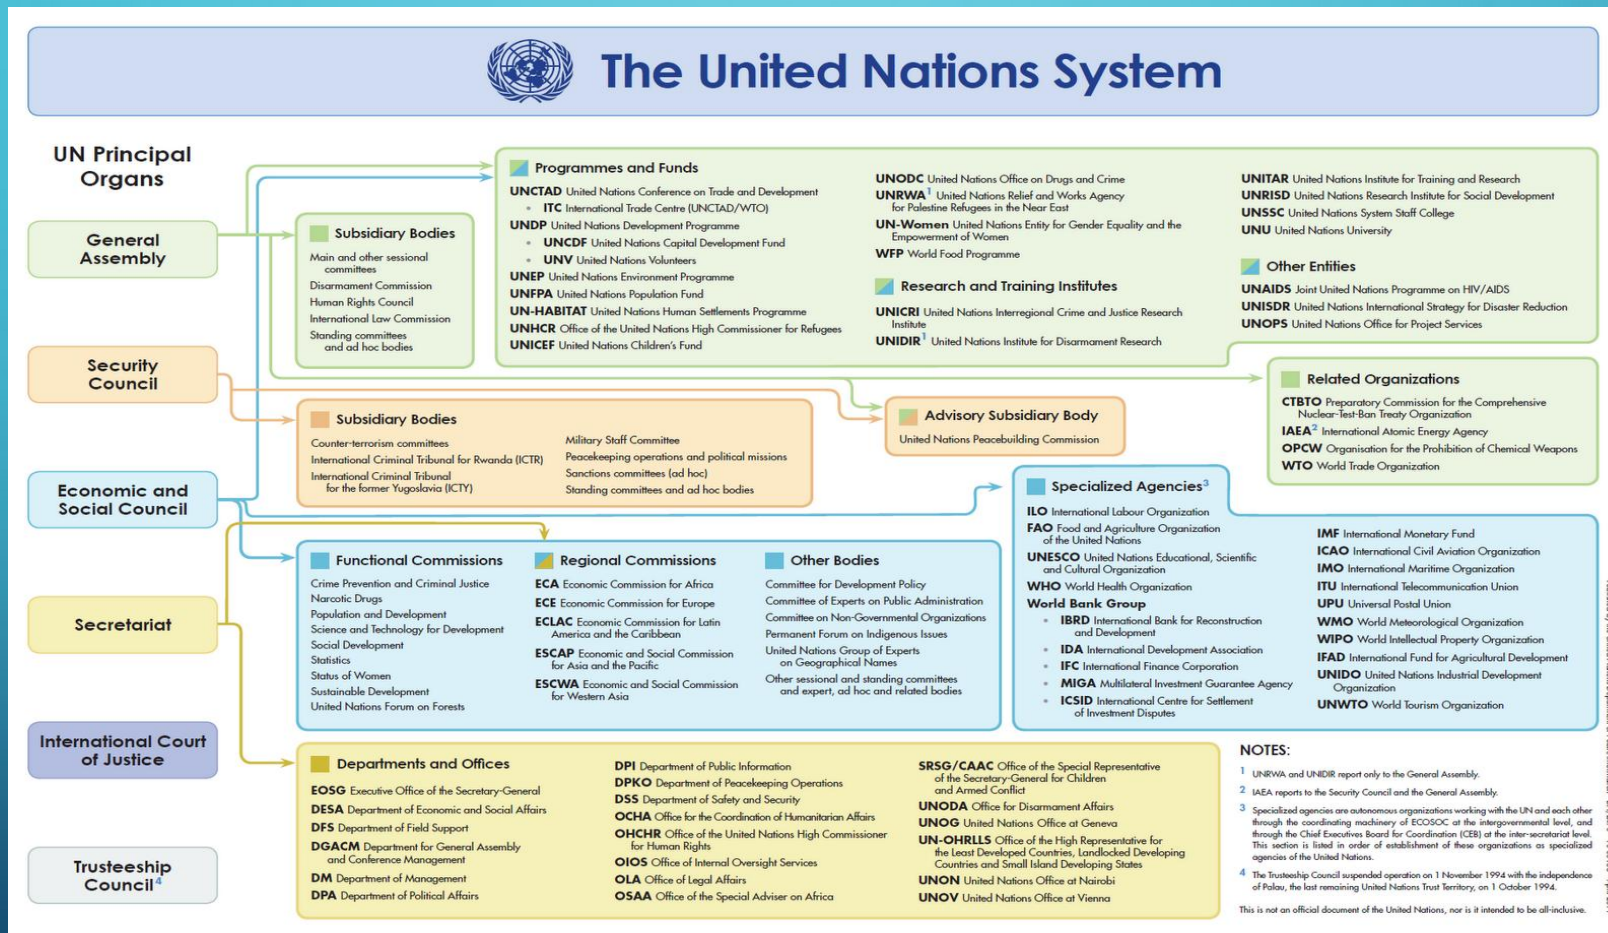 The United Nations System
UN Principal
Organs
General
Assembly
Security
Council
Economic and
Social Council
Secretariat
International Court
of Justice
Trusteeship
Council4
Subsidiary Bodies
Main and other sessional
committees
Disarmament Commission
Human Rights Council
International Law Commission
Standing committees
and ad hoc bodies
Programmes and Funds
UNCTAD United Nations Conference on Trade and Development
• ITC International Trade Centre (UNCTAD/WTO)
UNDP United Nations Development Programme
• UNCDF United Nations Capital Development Fund
• UNV United Nations Volunteers
UNEP United Nations Environment Programme
UNFPA United Nations Population Fund
UN-HABITAT United Nations Human Settlements Programme
UNHCR Office of the United Nations High Commissioner for Refugees
UNICEF United Nations Children's Fund
UNODC United Nations Office on Drugs and Crime
UNRWA1 United Nations Relief and Works Agency
for Palestine Refugees in the Near East
UN-Women United Nations Entity for Gender Equality and the
Empowerment of Women
WFP World Food Programme
Research and Training Institutes
UNICRI United Nations Interregional Crime and Justice Research
Institute
UNIDIR1 United Nations Institute for Disarmament Research
UNITAR United Nations Institute for Training and Research
UNRISD United Nations Research Institute for Social Development
UNSSC United Nations System Staff College
UNU United Nations University
Other Entities
UNAIDS Joint United Nations Programme on HIV/AIDS
UNISDR United Nations International Strategy for Disaster Reduction
UNOPS United Nations Office for Project Services
Subsidiary Bodies
Counter-terrorism committees
International Criminal Tribunal for Rwanda (ICTR)
International Criminal Tribunal
for the former Yugoslavia (ICTY)
Military Staff Committee
Peacekeeping operations and political missions
Sanctions committees (ad hoc)
Standing committees and ad hoc bodies
Advisory Subsidiary Body
United Nations Peacebuilding Commission
Related Organizations
CTBTO Preparatory Commission for the Comprehensive
Nuclear-Test-Ban Treaty Organization
IAEA2 International Atomic Energy Agency
OPCW Organisation for the Prohibition of Chemical Weapons
WTO World Trade Organization
Functional Commissions
Crime Prevention and Criminal Justice
Narcotic Drugs
Population and Development
Science and Technology for Development
Social Development
Statistics
Status of Women
Sustainable Development
United Nations Forum on Forests
Regional Commissions
ECA Economic Commission for Africa
ECE Economic Commission for Europe
ECLAC Economic Commission for Latin
America and the Caribbean
ESCAP Economic and Social Commission
for Asia and the Pacific
ESCWA Economic and Social Commission
for Western Asia
Other Bodies
Committee for Development Policy
Committee of Experts on Public Administration
Committee on Non-Governmental Organizations
Permanent Forum on Indigenous Issues
United Nations Group of Experts
on Geographical Names
Other sessional and standing committees
and expert, ad hoc and related bodies
Specialized Agencies3
ILO International Labour Organization
FAO Food and Agriculture Organization
of the United Nations
UNESCO United Nations Educational, Scientific
and Cultural Organization
WHO World Health Organization
World Bank Group
• IBRD International Bank for Reconstruction
and Development
• IDA International Development Association
• IFC International Finance Corporation
• MIGA Multilateral Investment Guarantee Agency
• ICSID International Centre for Settlement
of Investment Disputes
IMF International Monetary Fund
ICAO International Civil Aviation Organization
IMO International Maritime Organization
ITU International Telecommunication Union
UPU Universal Postal Union
WMO World Meteorological Organization
WIPO World Intellectual Property Organization
IFAD International Fund for Agricultural Development
UNIDO United Nations Industrial Development
Organization
UNWTO World Tourism Organization
Departments and Offices
EOSG Executive Office of the Secretary-General
DESA Department of Economic and Social Affairs
DFS Department of Field Support
DGACM Department for General Assembly
and Conference Management
DM Department of Management
DPA Department of Political Affairs
DPI Department of Public Information
DPKO Department of Peacekeeping Operations
DSS Department of Safety and Security
OCHA Office for the Coordination of Humanitarian Affairs
OHCHR Office of the United Nations High Commissioner
for Human Rights
OIOS Office of Internal Oversight Services
OLA Office of Legal Affairs
OSAA Office of the Special Adviser on Africa
SRSG/CAAC Office of the Special Representative
of the Secretary-General for Children
and Armed Conflict
UNODA Office for Disarmament Affairs
UNOG United Nations Office at Geneva
UN-OHRLLS Office of the High Representative for
the Least Developed Countries, Landlocked Developing
Countries and Small Island Developing States
UNON United Nations Office at Nairobi
UNOV United Nations Office at Vienna
NOTES:
1 UNRWA and UNIDIR report only to the General Assembly.
2 IAEA reports to the Security Council and the General Assembly.
3 Specialized agencies are autonomous organizations working with the UN and each other
through the coordinating machinery of ECOSOC at the intergovernmental level, and
through the Chief Executives Board for Coordination (CEB) at the inter-secretariat level.
This section is listed in order of establishment of these organizations as specialized
agencies of the United Nations.
4 The Trusteeship Council suspended operation on 1 November 1994 with the independence
of Palau, the last remaining United Nations Trust Territory, on 1 October 1994.
This is not an official document of the United Nations, nor is it intended to be all-inclusive.